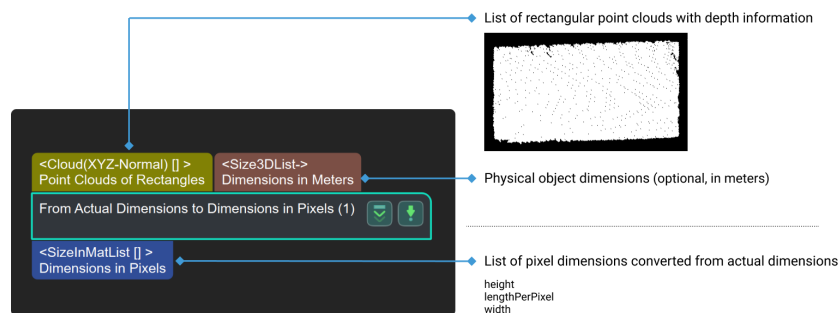 List of rectangular point clouds with depth information
<Cloud(XYZ-Normal) [] >
Point Clouds of Rectangles
<Size3DList->
Dimensions in Meters
Physical object dimensions (optional, in meters)
From Actual Dimensions to Dimensions in Pixels (1)
<SizeInMatList [] >
Dimensions in Pixels
List of pixel dimensions converted from actual dimensions
height
lengthPerPixel
width